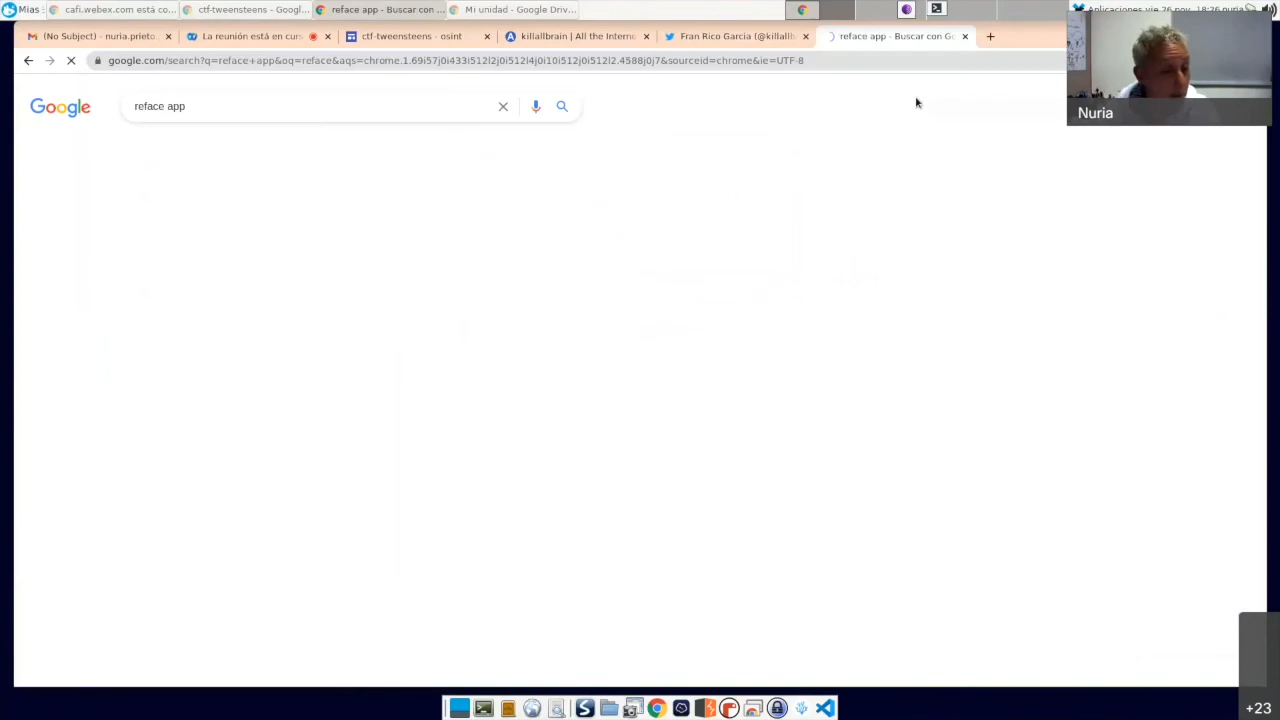 Mias :
cafi.webex.com está co...
ctf-tweensteens - Googl...
reface app - Buscar con ...
Mi unidad - Google Driv...
Aplicaciones vie 26 nov, 18:26 nuria
(No Subject) - nuria.prieto
La reunión está en curs
ctf-tweensteens - osint
killallbrain | All the Interne
Fran Rico Garcia (@killallh
reface app - Buscar con Go
google.com/search?q=reface+app&oq=reface&aqs=chrome.1.69i57j0i433i512l2j0i512l4j0i10i512j0i512l2.4588j0j7&sourceid=chrome&ie=UTF-8
Google
reface app
Nuria
+23